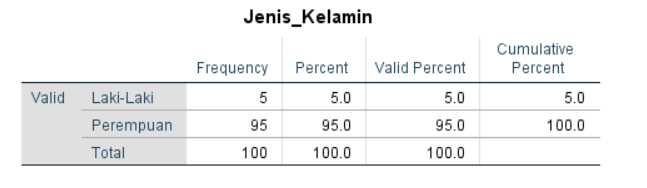 Jenis_Kelamin
Frequency Percent Valid Percent Cumulative Percent
Valid Laki-Laki 5 5.0 5.0 5.0
Perempuan 95 95.0 95.0 100.0
Total 100 100.0 100.0